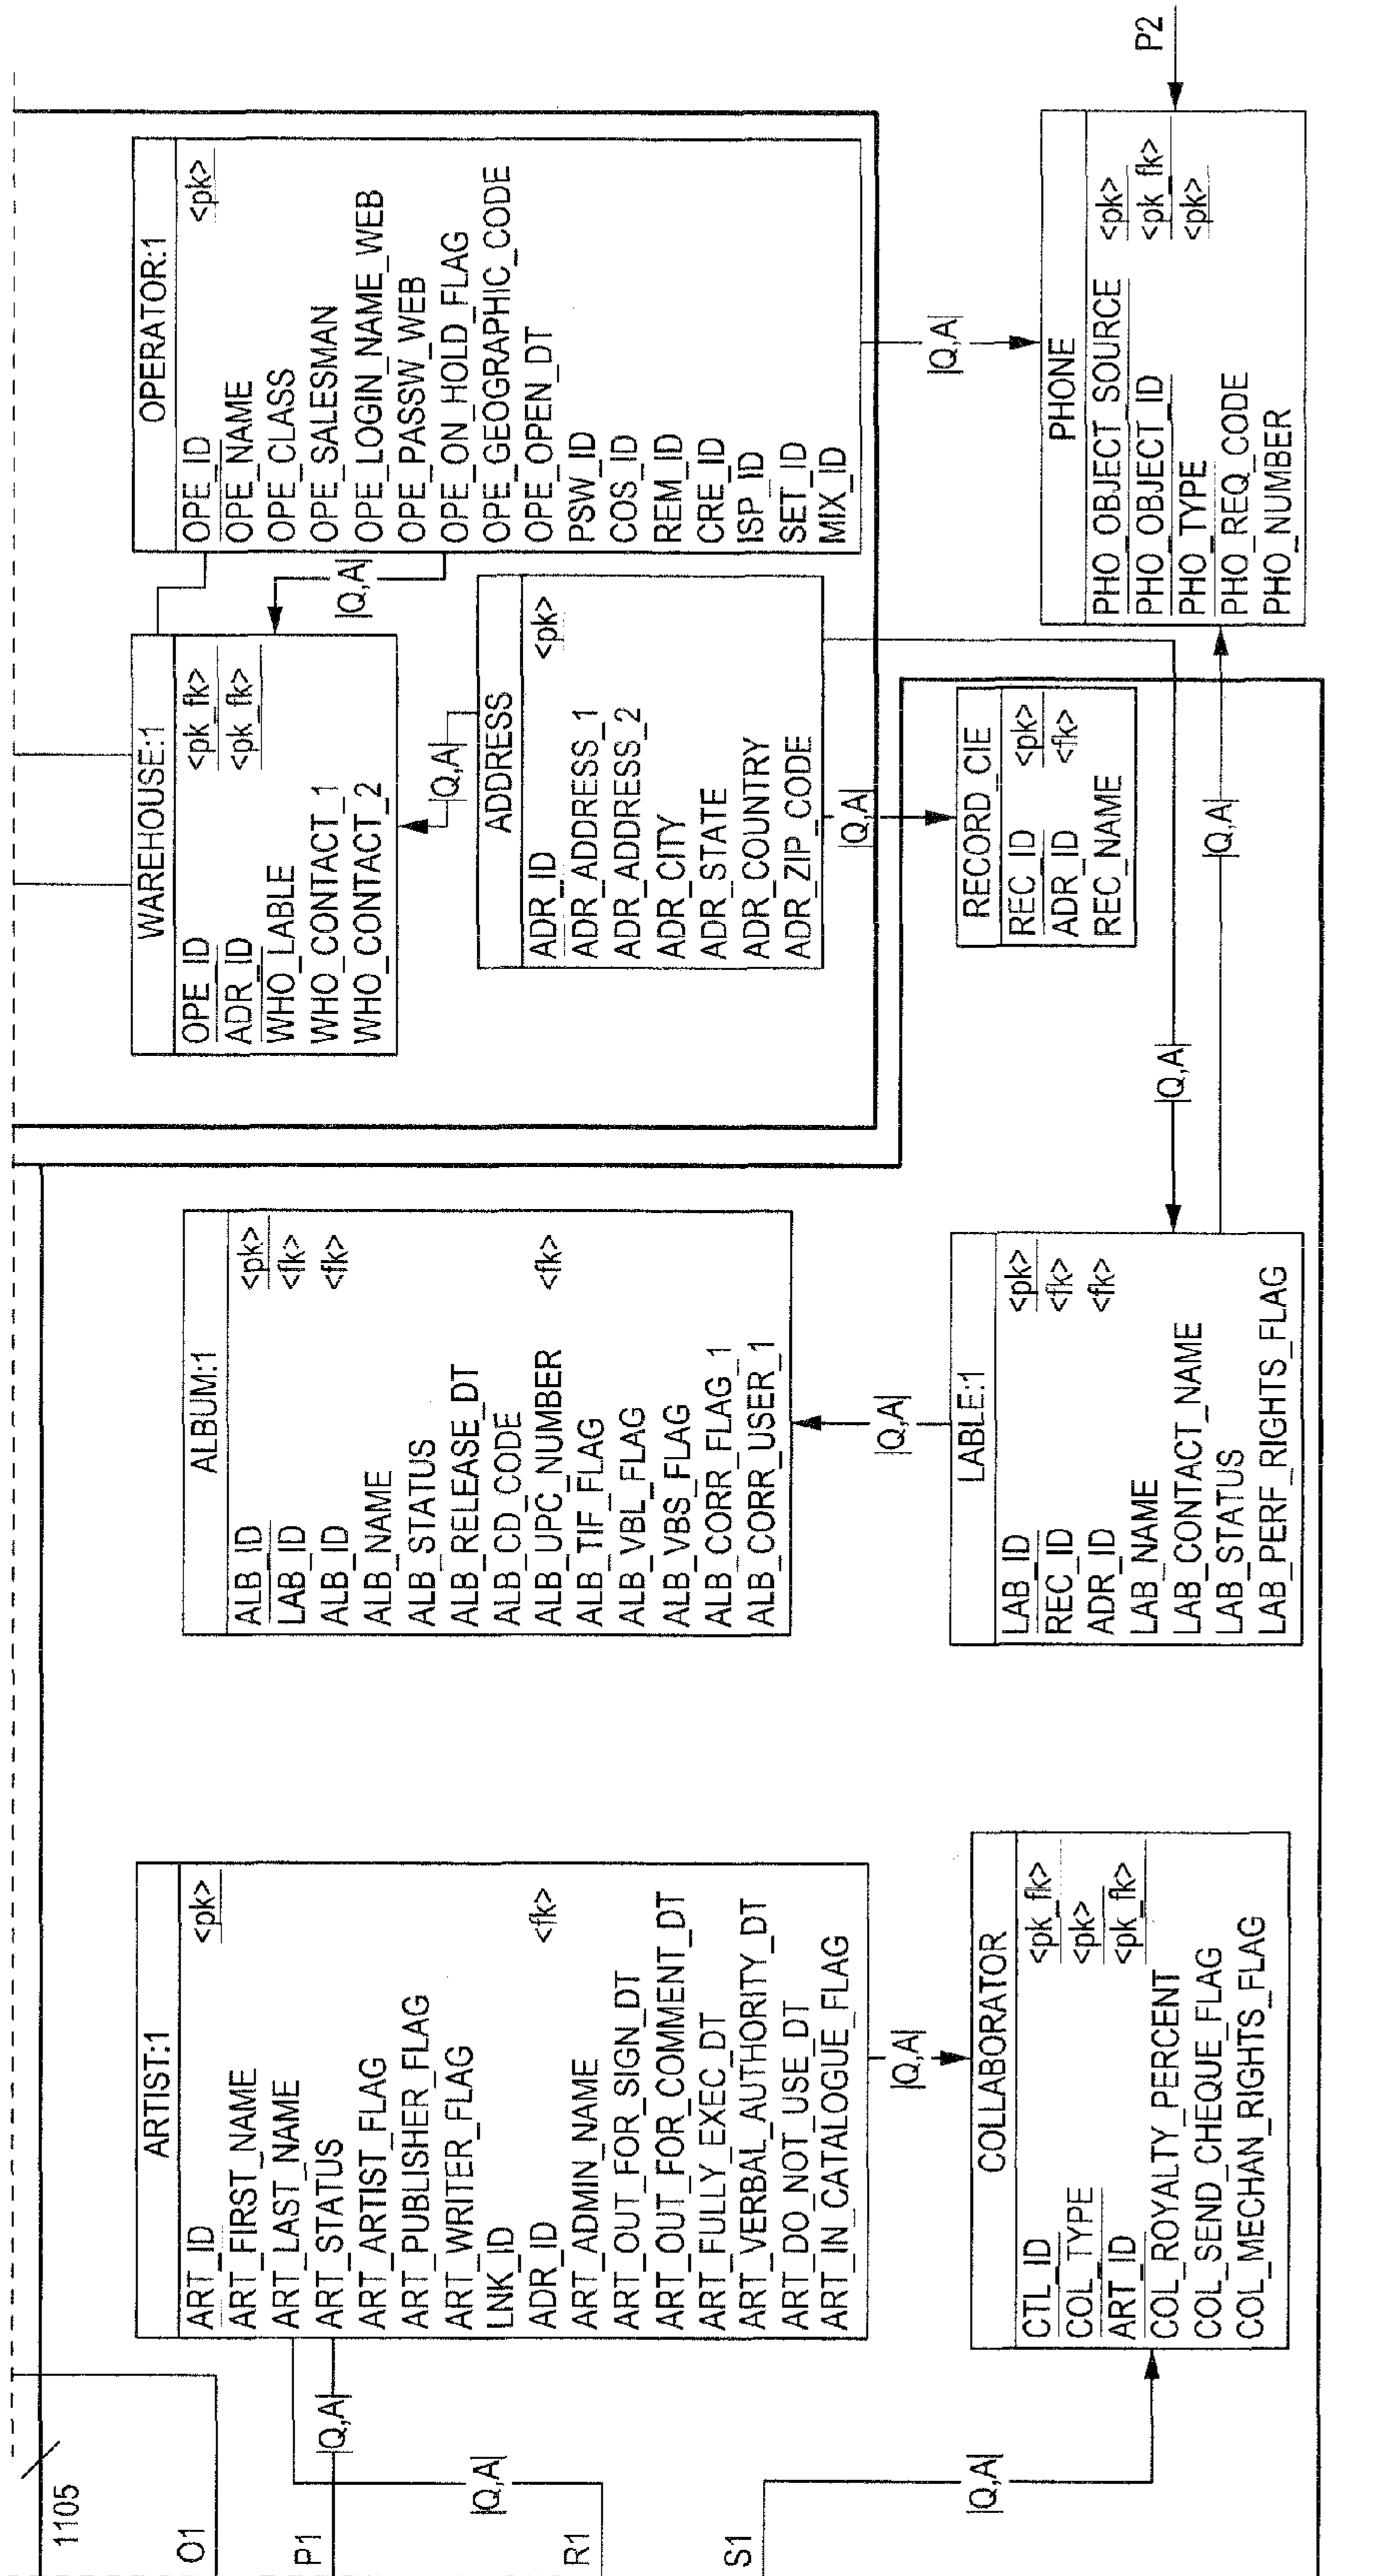 1105
O1
P1
|Q,A|
R1
|Q,A|
S1
|Q,A|
ARTIST:1
ART_ID <pk>
ART_FIRST_NAME
ART_LAST_NAME
ART_STATUS
ART_ARTIST_FLAG
ART_PUBLISHER_FLAG
ART_WRITER_FLAG
LNK_ID
ADR_ID <fk>
ART_ADMIN_NAME
ART_OUT_FOR_SIGN_DT
ART_OUT_FOR_COMMENT_DT
ART_FULLY_EXEC_DT
ART_VERBAL_AUTHORITY_DT
ART_DO_NOT_USE_DT
ART_IN_CATALOGUE_FLAG
|Q,A|
COLLABORATOR
CTL_ID <pk_fk>
COL_TYPE <pk>
ART_ID <pk_fk>
COL_ROYALTY_PERCENT
COL_SEND_CHEQUE_FLAG
COL_MECHAN_RIGHTS_FLAG
ALBUM:1
ALB_ID <pk>
LAB_ID <fk>
ALB_ID <fk>
ALB_NAME
ALB_STATUS
ALB_RELEASE_DT
ALB_CD_CODE
ALB_UPC_NUMBER <fk>
ALB_TIF_FLAG
ALB_VBL_FLAG
ALB_VBS_FLAG
ALB_CORR_FLAG_1
ALB_CORR_USER_1
|Q,A|
LABLE:1
LAB_ID <pk>
REC_ID <fk>
ADR_ID <fk>
LAB_NAME
LAB_CONTACT_NAME
LAB_STATUS
LAB_PERF_RIGHTS_FLAG
WAREHOUSE:1
OPE_ID <pk_fk>
ADR_ID <pk_fk>
WHO_LABLE
WHO_CONTACT_1
WHO_CONTACT_2
|Q,A|
|Q,A|
ADDRESS
ADR_ID <pk>
ADR_ADDRESS_1
ADR_ADDRESS_2
ADR_CITY
ADR_STATE
ADR_COUNTRY
ADR_ZIP_CODE
|Q,A|
RECORD_CIE
REC_ID <pk>
ADR_ID <fk>
REC_NAME
|Q,A|
|Q,A|
OPERATOR:1
OPE_ID <pk>
OPE_NAME
OPE_CLASS
OPE_SALESMAN
OPE_LOGIN_NAME_WEB
OPE_PASSW_WEB
OPE_ON_HOLD_FLAG
OPE_GEOGRAPHIC_CODE
OPE_OPEN_DT
PSW_ID
COS_ID
REM_ID
CRE_ID
ISP_ID
SET_ID
MIX_ID
|Q,A|
PHONE
PHO_OBJECT_SOURCE <pk>
PHO_OBJECT_ID <pk_fk>
PHO_TYPE <pk>
PHO_REQ_CODE
PHO_NUMBER
P2